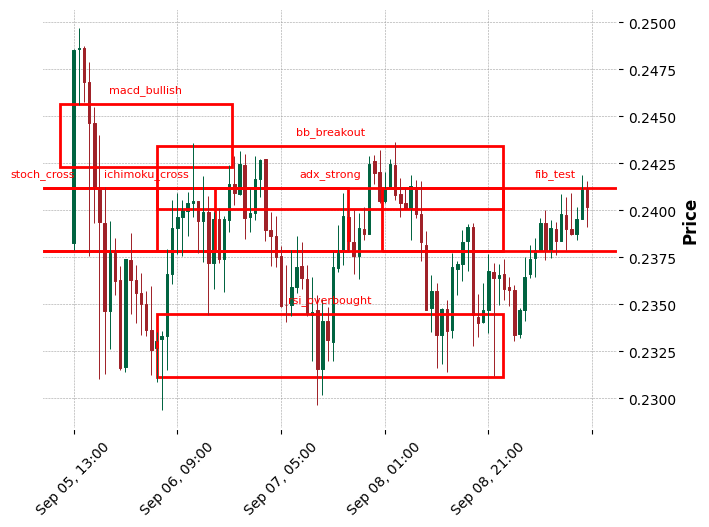 macd_bullish
bb_breakout
stoch_cross
ichimoku_cross
adx_strong
fib_test
rsi_overbought
0.2500
0.2475
0.2450
0.2425
0.2400
0.2375
0.2350
0.2325
0.2300
Price
Sep 05, 13:00
Sep 06, 09:00
Sep 07, 05:00
Sep 08, 01:00
Sep 08, 21:00